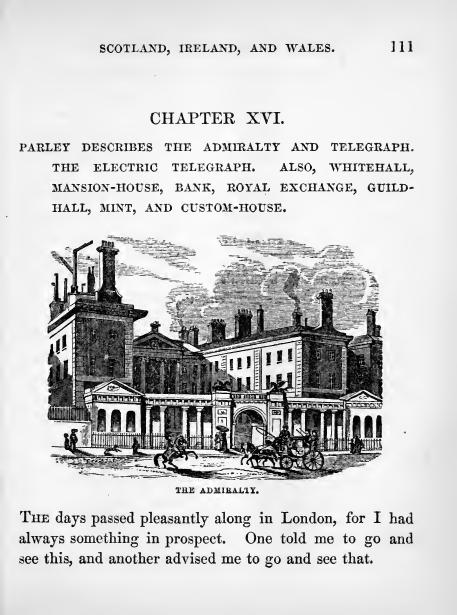 SCOTLAND, IRELAND, AND WALES. 111
CHAPTER XVI.
PARLEY DESCRIBES THE ADMIRALTY AND TELEGRAPH.
THE ELECTRIC TELEGRAPH. ALSO, WHITEHALL,
MANSION-HOUSE, BANK, ROYAL EXCHANGE, GUILD-
HALL, MINT, AND CUSTOM-HOUSE.
THE ADMIRALTY.
THE days passed pleasantly along in London, for I had
always something in prospect. One told me to go and
see this, and another advised me to go and see that.